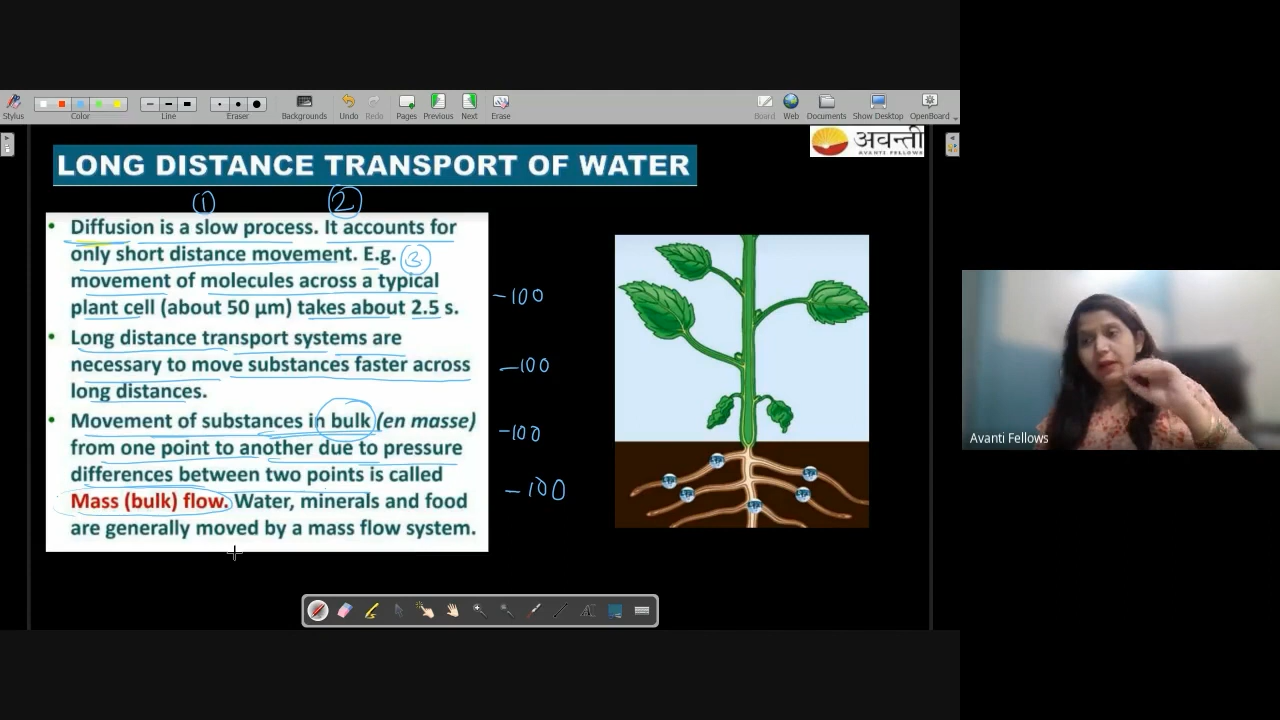 Stylus
Color
Line
Eraser
Backgrounds
Undo
Redo
Pages
Previous
Next
Erase
Board
Web
Documents
Show Desktop
OpenBoard
अवन्ती
AVANTI FELLOWS
LONG DISTANCE TRANSPORT OF WATER
1
2
• Diffusion is a slow process. It accounts for
only short distance movement. E.g.
3
movement of molecules across a typical
plant cell (about 50 µm) takes about 2.5 s.
• Long distance transport systems are
necessary to move substances faster across
long distances.
• Movement of substances in bulk (en masse)
from one point to another due to pressure
differences between two points is called
Mass (bulk) flow. Water, minerals and food
are generally moved by a mass flow system.
-100
-100
-100
-100
Avanti Fellows